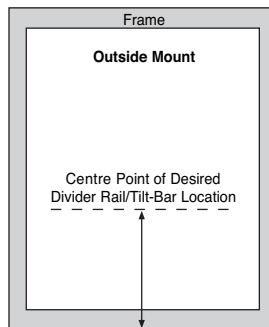 Frame
Outside Mount
Centre Point of Desired
Divider Rail/Tilt-Bar Location